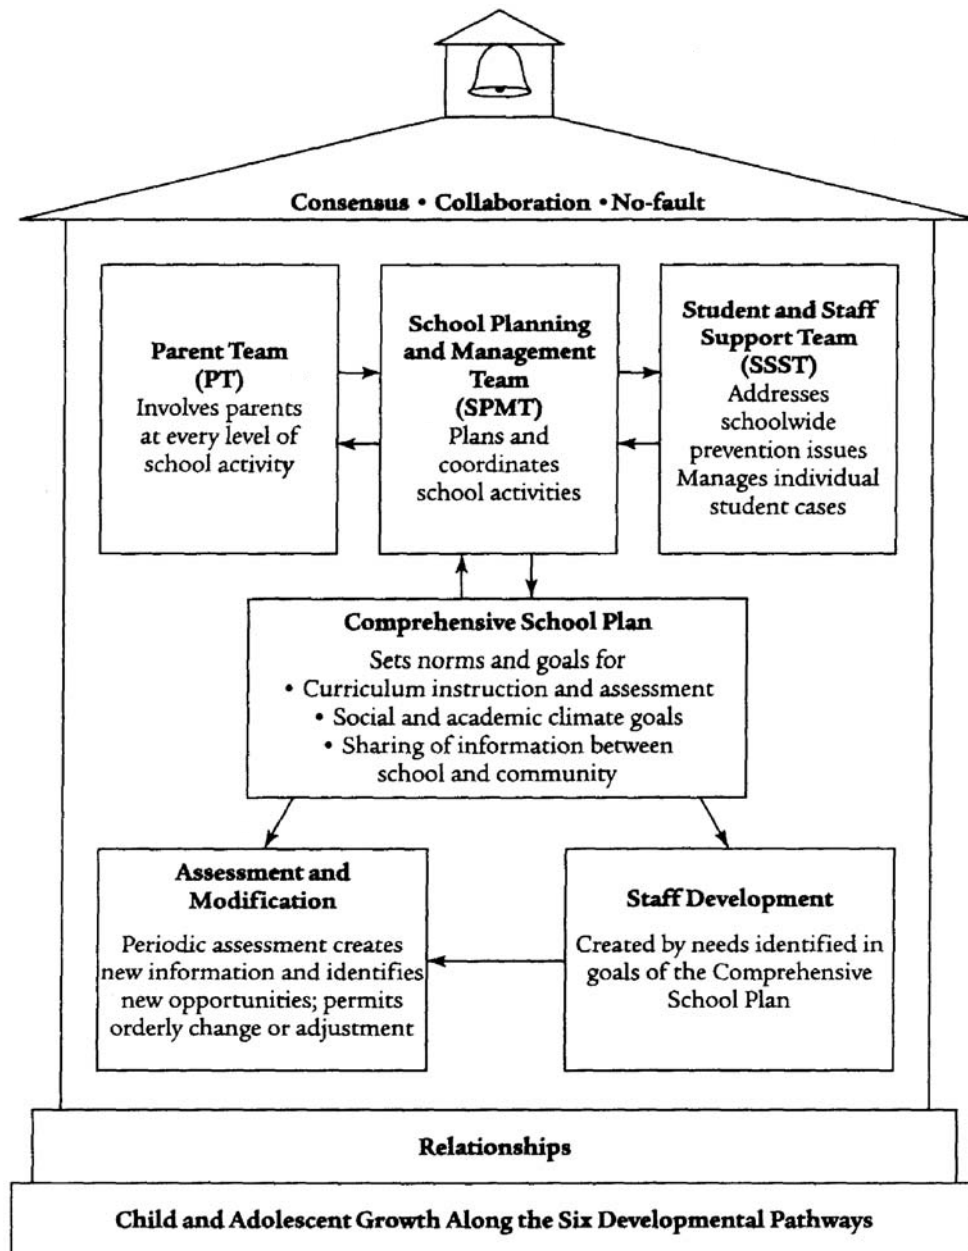 Consensus • Collaboration • No-fault
Parent Team
(PT)
Involves parents
at every level of
school activity
School Planning
and Management
Team
(SPMT)
Plans and
coordinates
school activities
Student and Staff
Support Team
(SSST)
Addresses
schoolwide
prevention issues
Manages individual
student cases
Comprehensive School Plan
Sets norms and goals for
• Curriculum instruction and assessment
• Social and academic climate goals
• Sharing of information between
school and community
Assessment and
Modification
Periodic assessment creates
new information and identifies
new opportunities; permits
orderly change or adjustment
Staff Development
Created by needs identified in
goals of the Comprehensive
School Plan
Relationships
Child and Adolescent Growth Along the Six Developmental Pathways